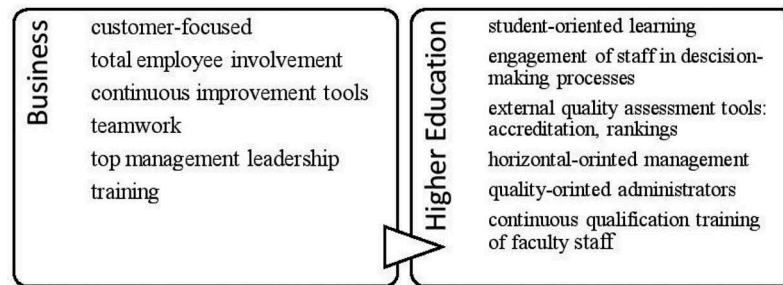 Business
customer-focused
total employee involvement
continuous improvement tools
teamwork
top management leadership
training
Higher Education
student-oriented learning
engagement of staff in descision-
making processes
external quality assessment tools:
accreditation, rankings
horizontal-orinted management
quality-orinted administrators
continuous qualification training
of faculty staff